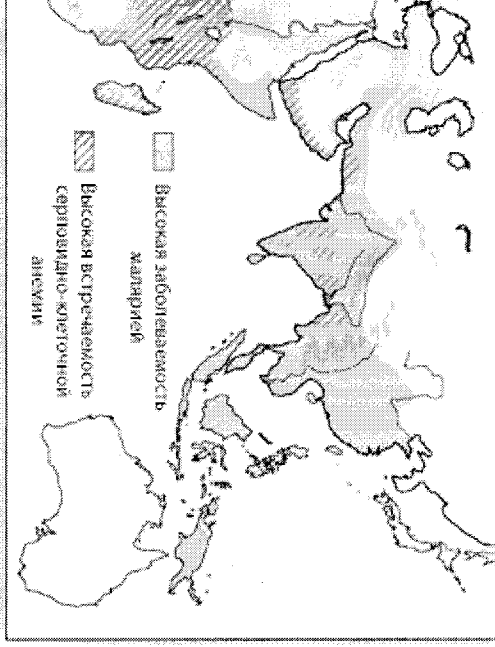 Высокая заболеваемость
малярией
Высокая встречаемость
серповидно-клеточной
анемии